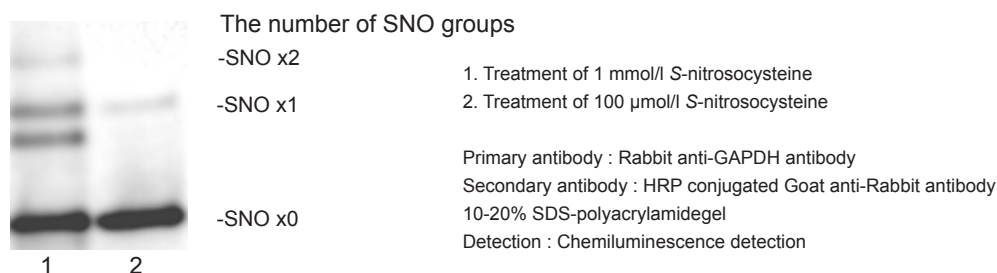 The number of SNO groups
-SNO x2
-SNO x1
-SNO x0
1 2
1. Treatment of 1 mmol/l S-nitrosocysteine
2. Treatment of 100 μmol/l S-nitrosocysteine
Primary antibody : Rabbit anti-GAPDH antibody
Secondary antibody : HRP conjugated Goat anti-Rabbit antibody
10-20% SDS-polyacrylamidegel
Detection : Chemiluminescence detection